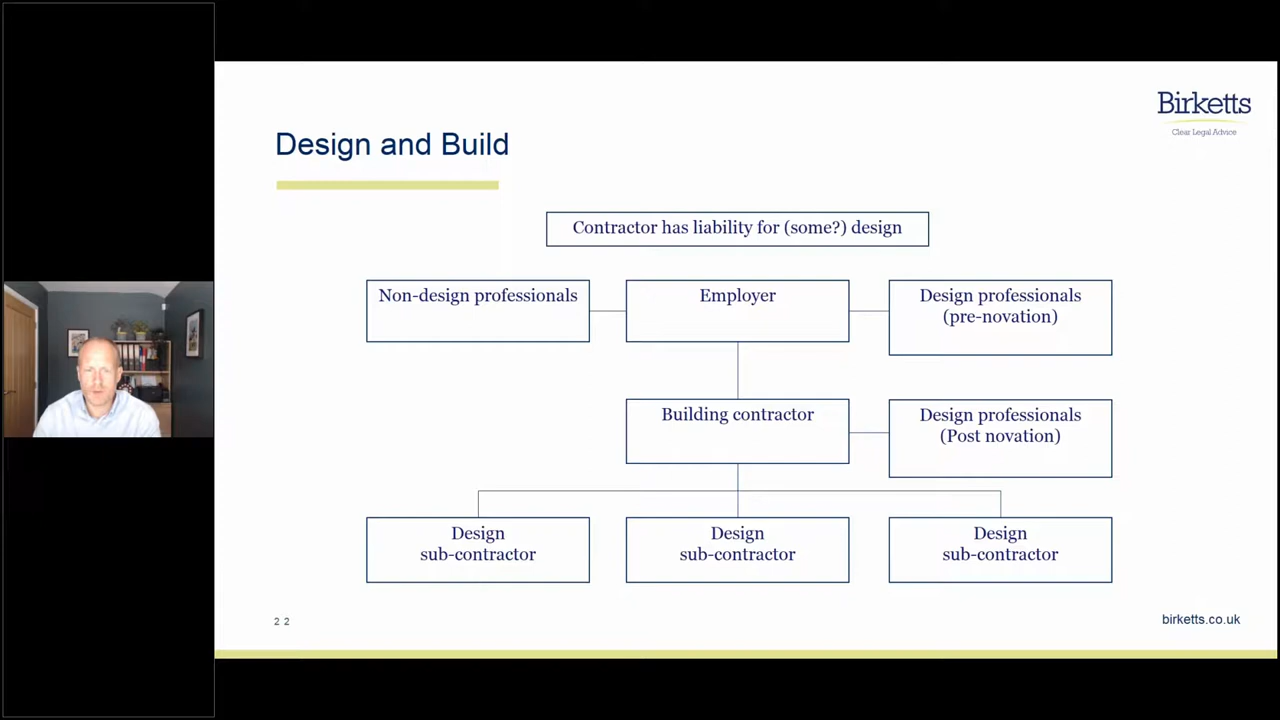 Birketts
Clear Legal Advice
Design and Build
Contractor has liability for (some?) design
Non-design professionals
Employer
Design professionals
(pre-novation)
Building contractor
Design professionals
(Post novation)
Design
sub-contractor
Design
sub-contractor
Design
sub-contractor
22
birketts.co.uk